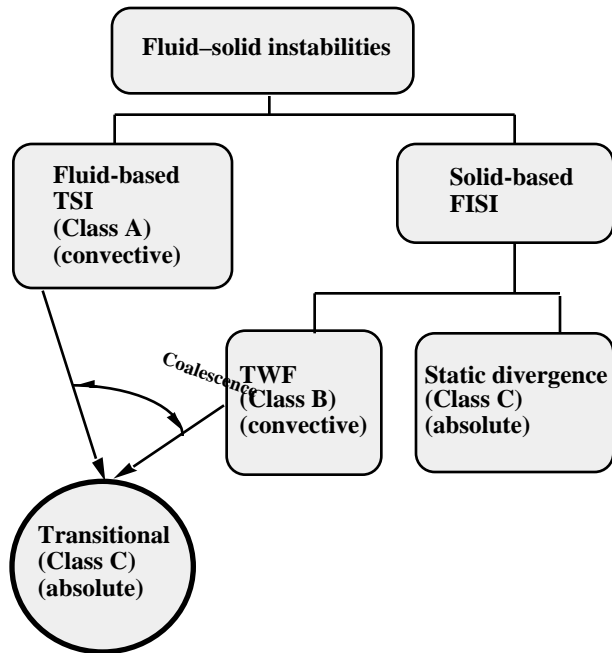 Fluid–solid instabilities
Fluid-based
TSI
(Class A)
(convective)
Solid-based
FISI
Coalescence
TWF
(Class B)
(convective)
Static divergence
(Class C)
(absolute)
Transitional
(Class C)
(absolute)